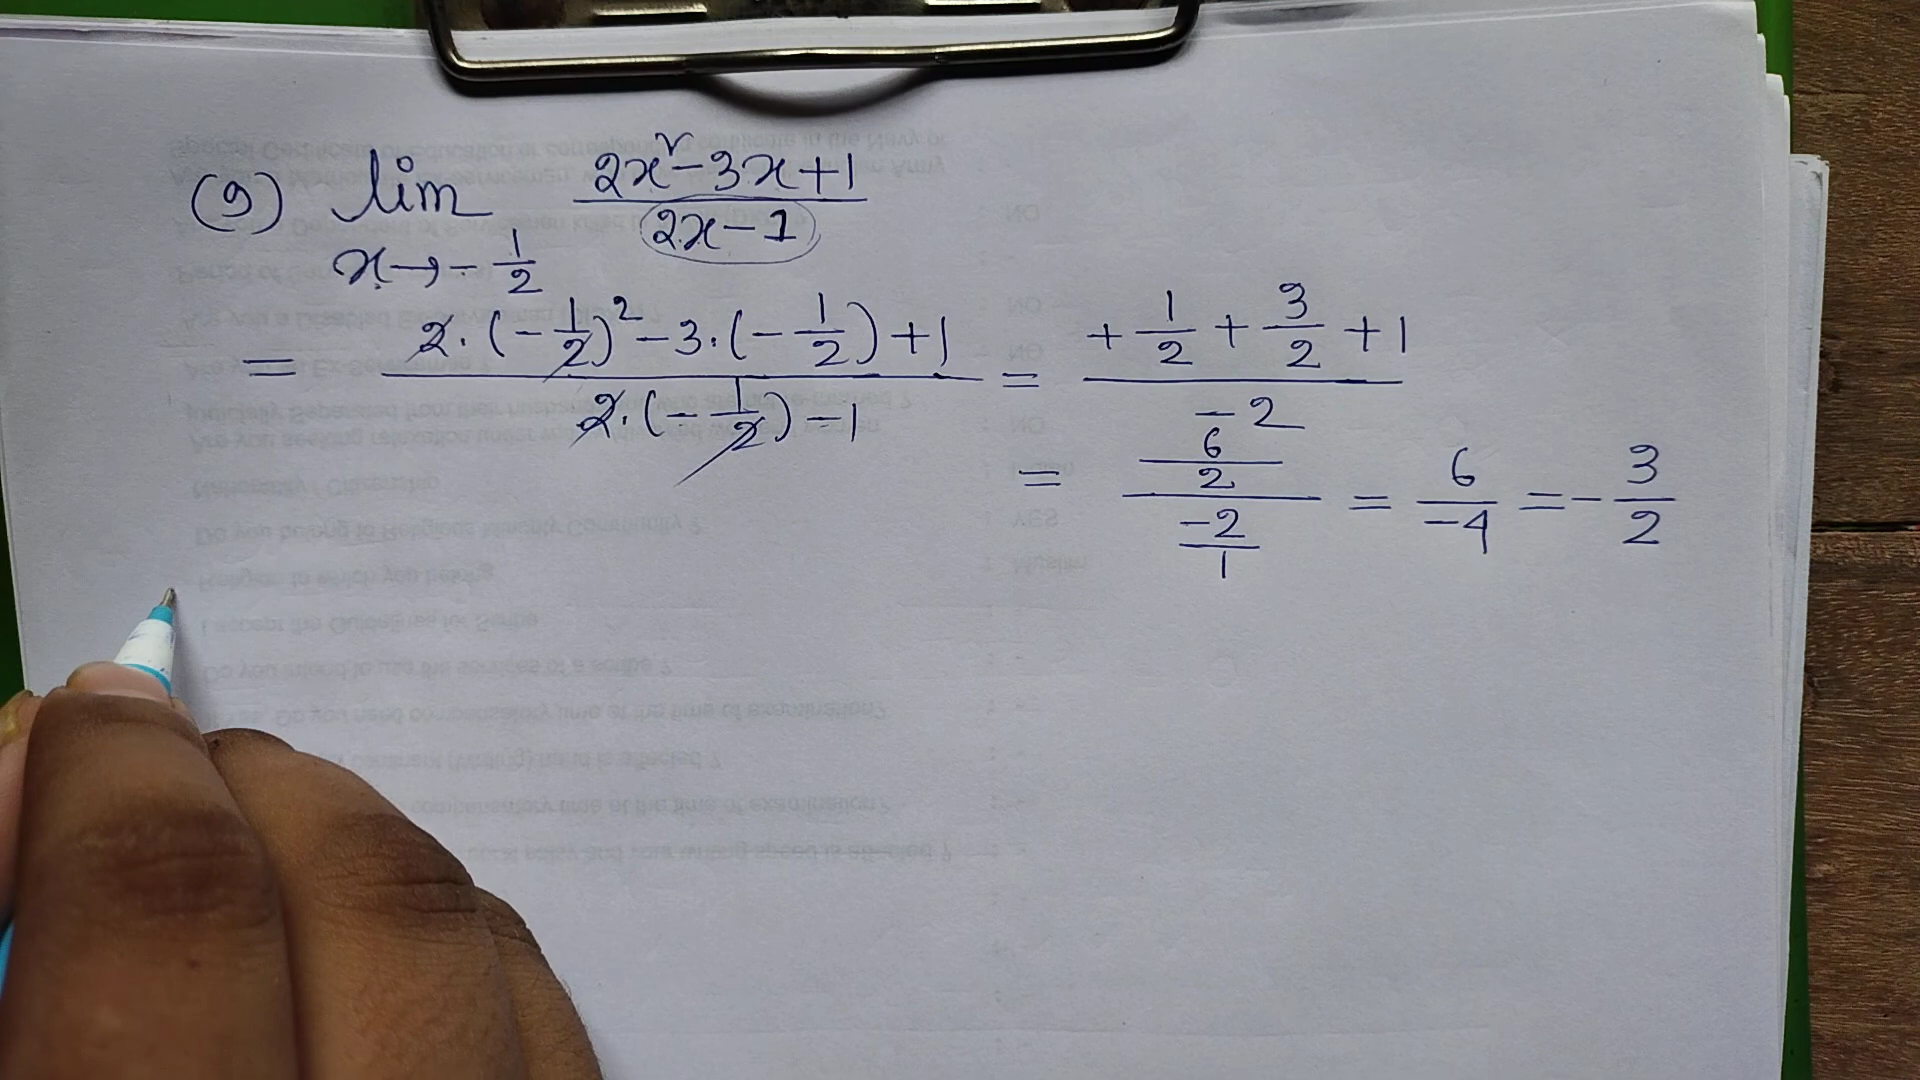 (9) lim 2x² - 3x + 1 / 2x - 1
x → - 1/2
= 2·(-1/2)² - 3·(-1/2) + 1 / 2·(-1/2) - 1 = + 1/2 + 3/2 + 1 / -2
= 6/2 / -2/1 = 6/-4 = - 3/2